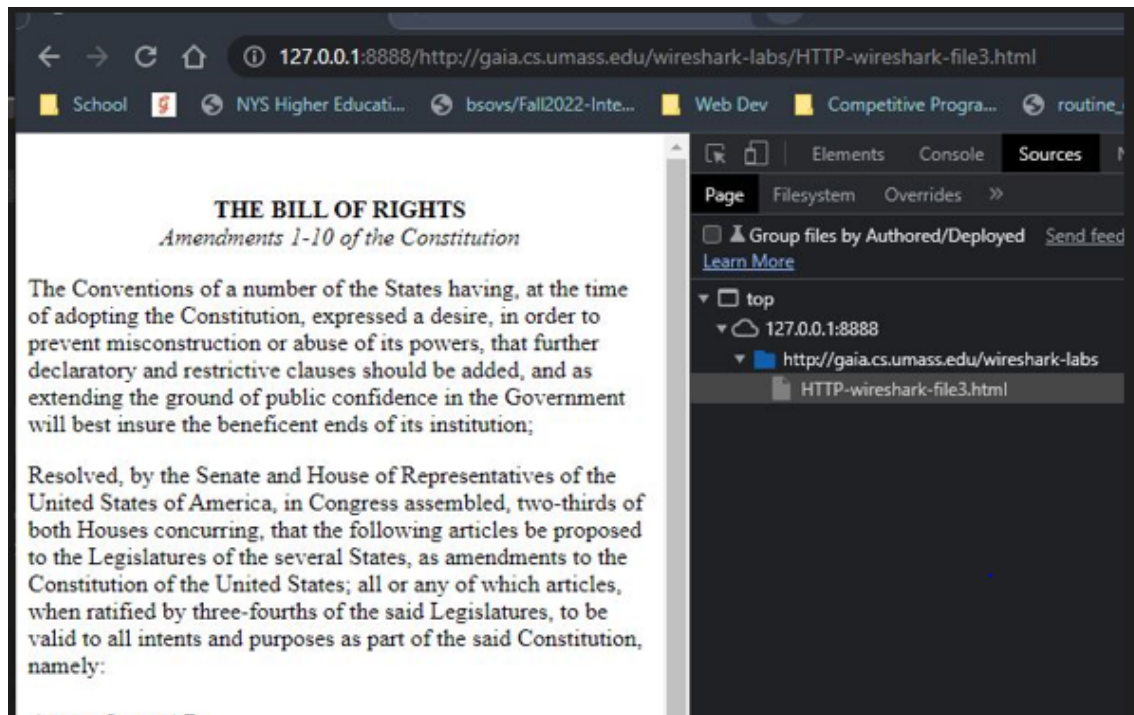 127.0.0.1:8888/http://gaia.cs.umass.edu/wireshark-labs/HTTP-wireshark-file3.html
School NYS Higher Educati... bsovs/Fall2022-Inte... Web Dev Competitive Progra... routine_
Elements Console Sources
Page Filesystem Overrides »
Group files by Authored/Deployed Send feed
Learn More
top
127.0.0.1:8888
http://gaia.cs.umass.edu/wireshark-labs
HTTP-wireshark-file3.html
THE BILL OF RIGHTS
Amendments 1-10 of the Constitution
The Conventions of a number of the States having, at the time
of adopting the Constitution, expressed a desire, in order to
prevent misconstruction or abuse of its powers, that further
declaratory and restrictive clauses should be added, and as
extending the ground of public confidence in the Government
will best insure the beneficent ends of its institution;
Resolved, by the Senate and House of Representatives of the
United States of America, in Congress assembled, two-thirds of
both Houses concurring, that the following articles be proposed
to the Legislatures of the several States, as amendments to the
Constitution of the United States; all or any of which articles,
when ratified by three-fourths of the said Legislatures, to be
valid to all intents and purposes as part of the said Constitution,
namely: